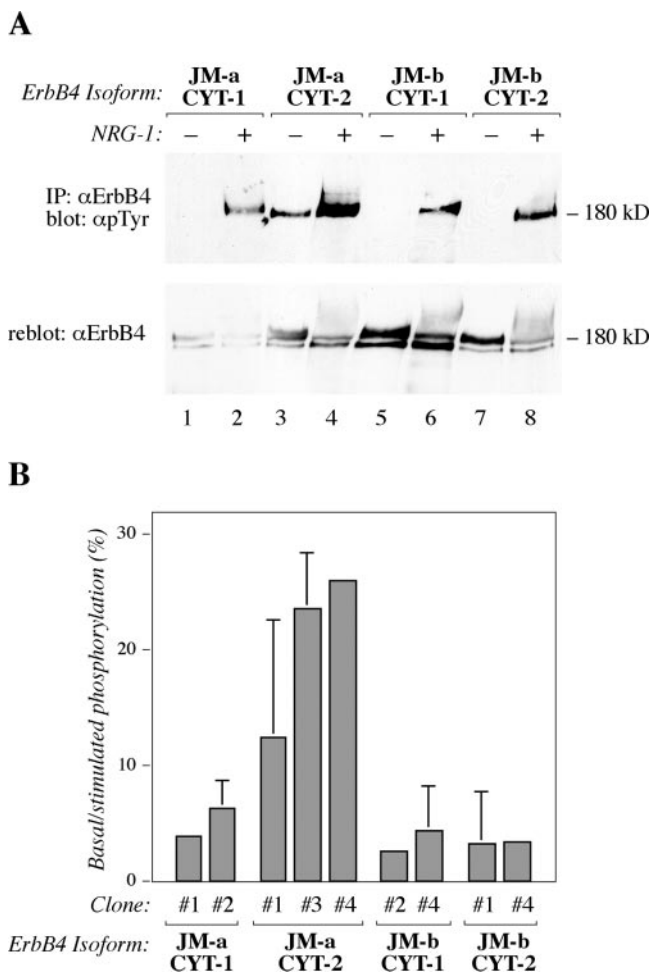 A
JM-a JM-a JM-b JM-b
ErbB4 Isoform: CYT-1 CYT-2 CYT-1 CYT-2
NRG-1: – + – + – + – +
IP: αErbB4
blot: αpTyr
– 180 kD
reblot: αErbB4
– 180 kD
1 2 3 4 5 6 7 8
B
Basal/stimulated phosphorylation (%)
30
20
10
0
Clone: #1 #2 #1 #3 #4 #2 #4 #1 #4
ErbB4 Isoform: JM-a JM-a JM-b JM-b
CYT-1 CYT-2 CYT-1 CYT-2